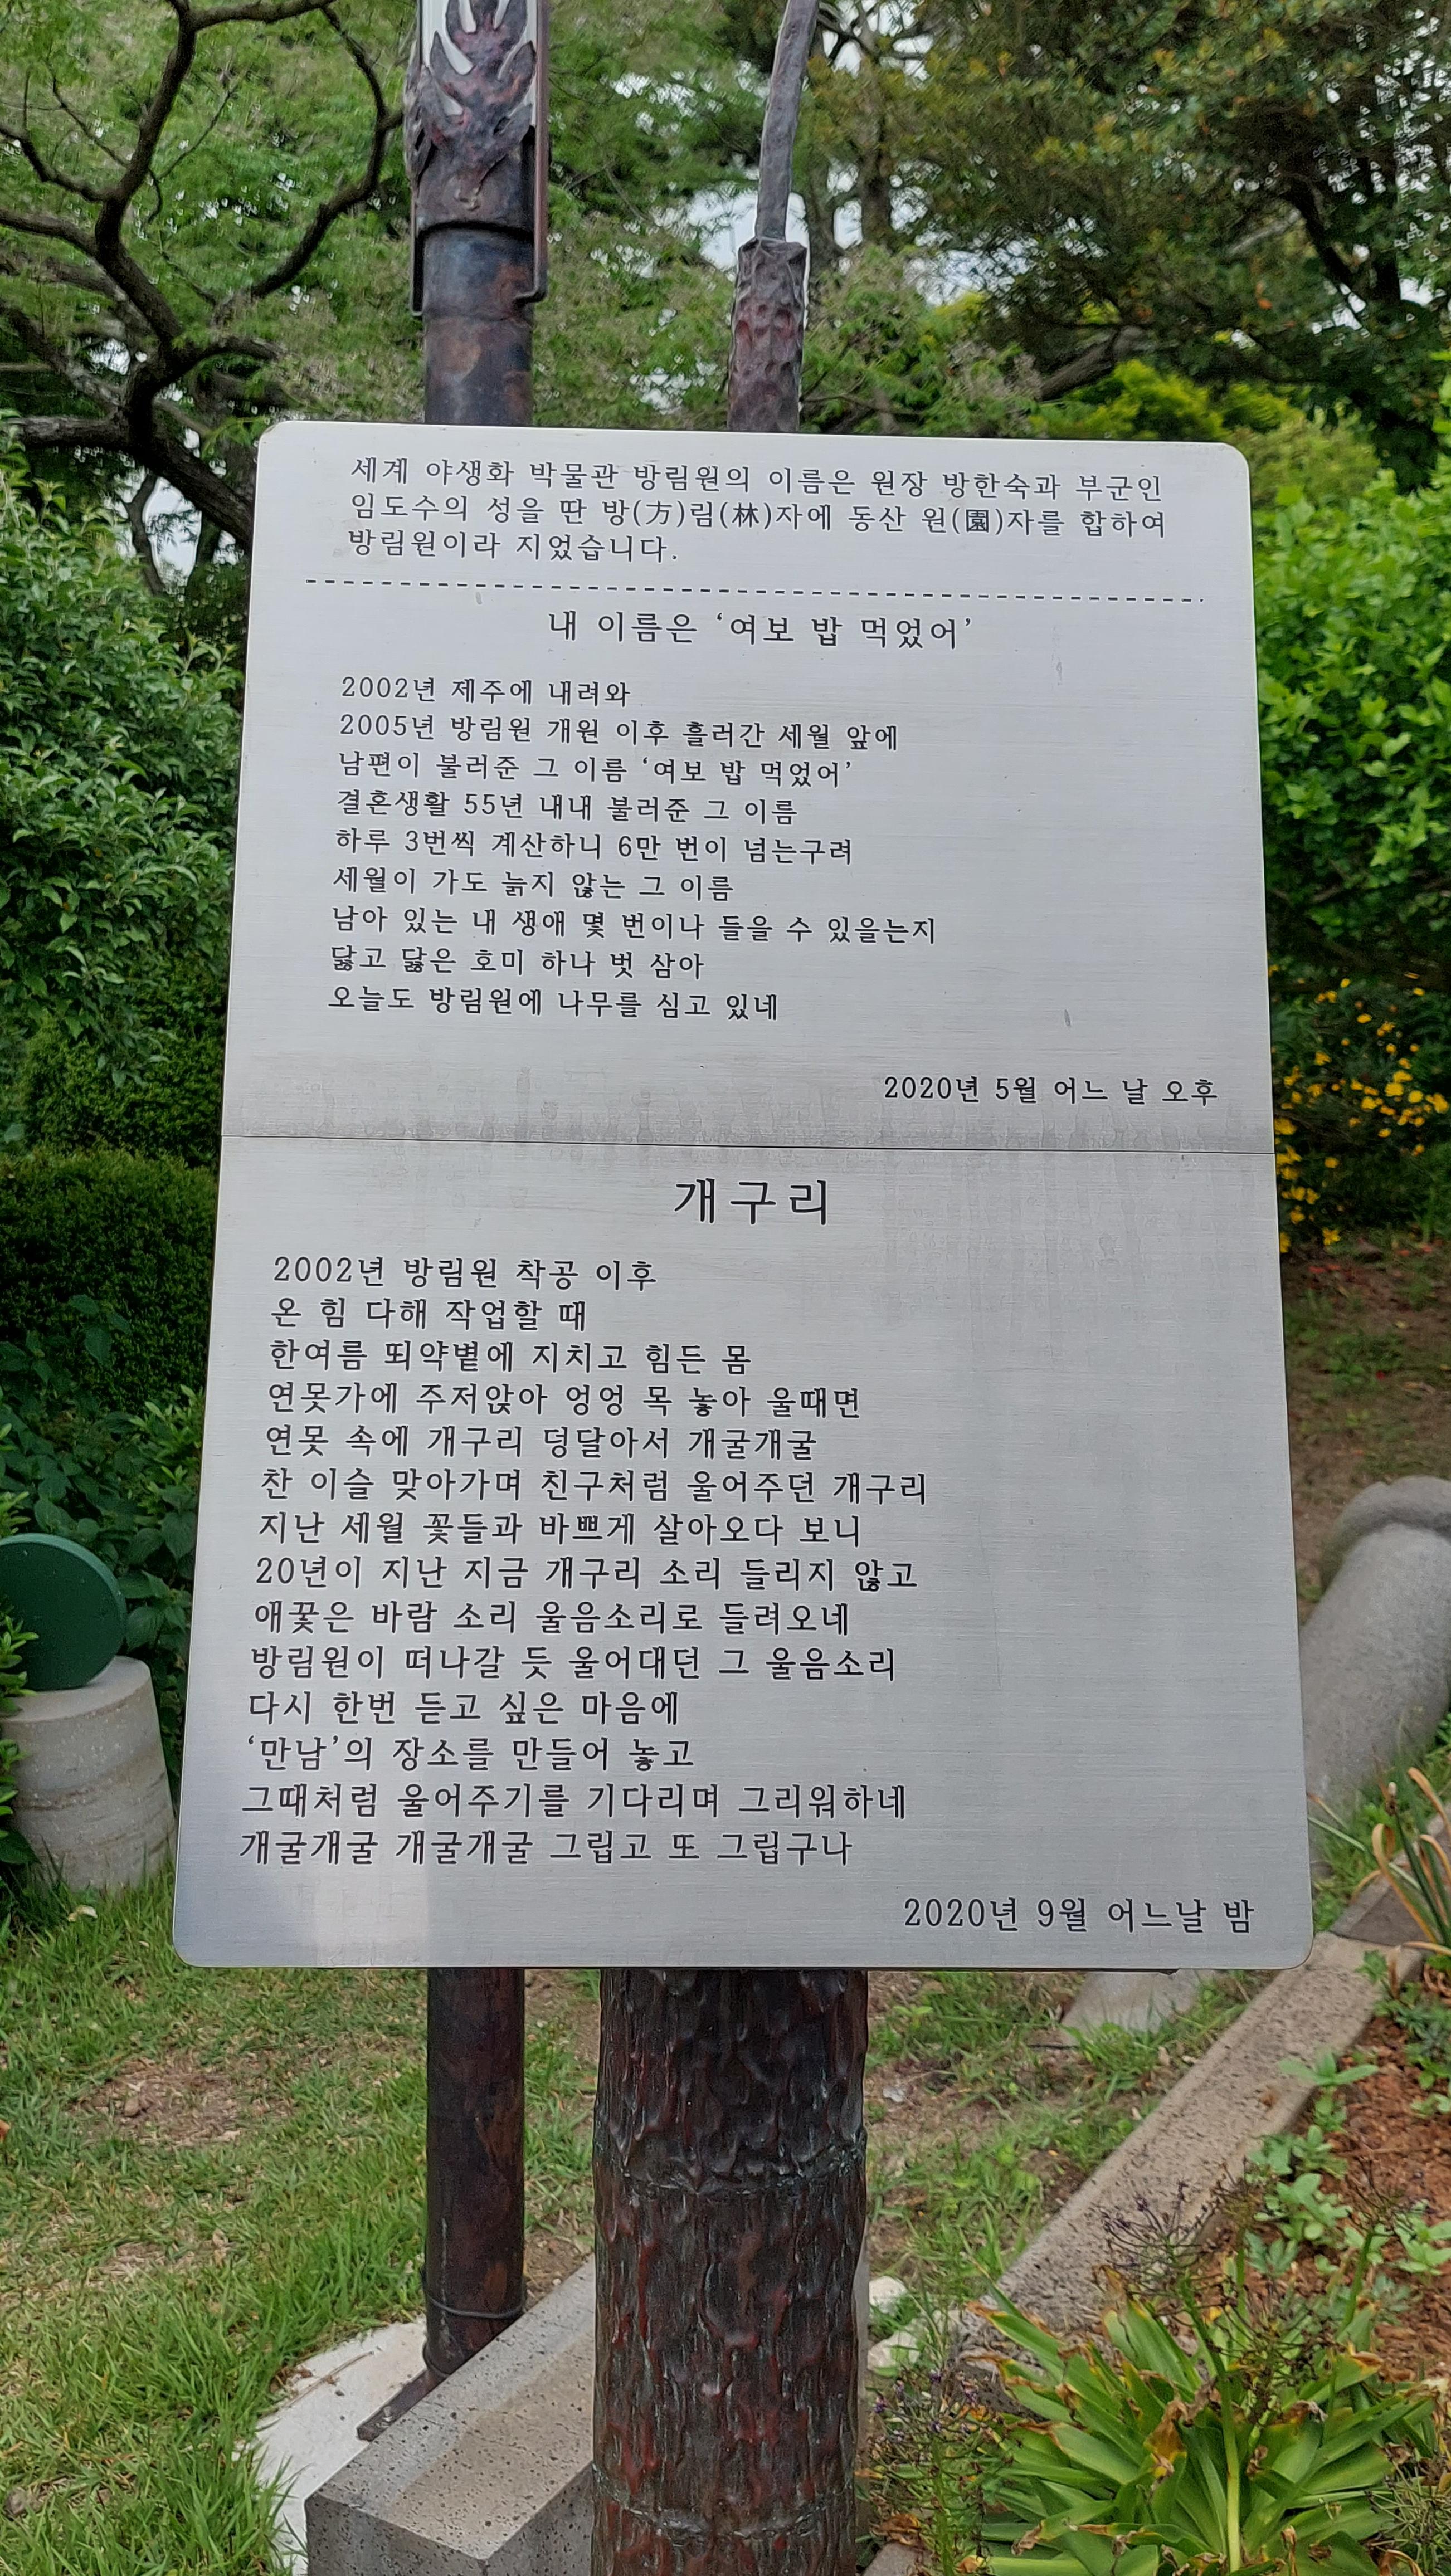 세계 야생화 박물관 방림원의 이름은 원장 방한숙과 부군인
임도수의 성을 딴 방(方)림(林)자에 동산 원(園)자를 합하여
방림원이라 지었습니다.
내 이름은 ‘여보 밥 먹었어’
2002년 제주에 내려와
2005년 방림원 개원 이후 흘러간 세월 앞에
남편이 불러준 그 이름 ‘여보 밥 먹었어’
결혼생활 55년 내내 불러준 그 이름
하루 3번씩 계산하니 6만 번이 넘는구려
세월이 가도 늙지 않는 그 이름
남아 있는 내 생애 몇 번이나 들을 수 있을는지
닳고 닳은 호미 하나 벗 삼아
오늘도 방림원에 나무를 심고 있네
2020년 5월 어느 날 오후
개구리
2002년 방림원 착공 이후
온 힘 다해 작업할 때
한여름 뙤약볕에 지치고 힘든 몸
연못가에 주저앉아 엉엉 목 놓아 울때면
연못 속에 개구리 덩달아서 개굴개굴
찬 이슬 맞아가며 친구처럼 울어주던 개구리
지난 세월 꽃들과 바쁘게 살아오다 보니
20년이 지난 지금 개구리 소리 들리지 않고
애꿎은 바람 소리 울음소리로 들려오네
방림원이 떠나갈 듯 울어대던 그 울음소리
다시 한번 듣고 싶은 마음에
‘만남’의 장소를 만들어 놓고
그때처럼 울어주기를 기다리며 그리워하네
개굴개굴 개굴개굴 그립고 또 그립구나
2020년 9월 어느날 밤